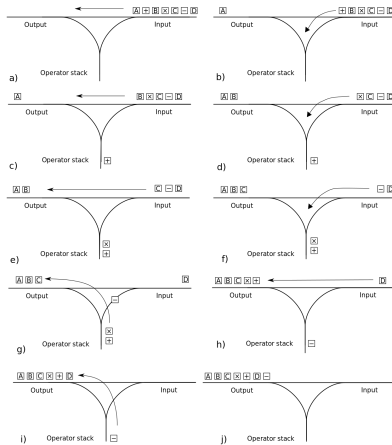 A + B × C − D
Output Input
Operator stack
a)
A + B × C − D
Output Input
Operator stack
b)
A B × C − D
Output Input
Operator stack +
c)
A B × C − D
Output Input
Operator stack +
d)
A B C − D
Output Input
×
Operator stack +
e)
A B C − D
Output Input
×
Operator stack +
f)
A B C D
−
Output Input
×
Operator stack +
g)
A B C × + D
Output Input
Operator stack −
h)
A B C × + D
Output Input
Operator stack −
i)
A B C × + D −
Output Input
Operator stack
j)